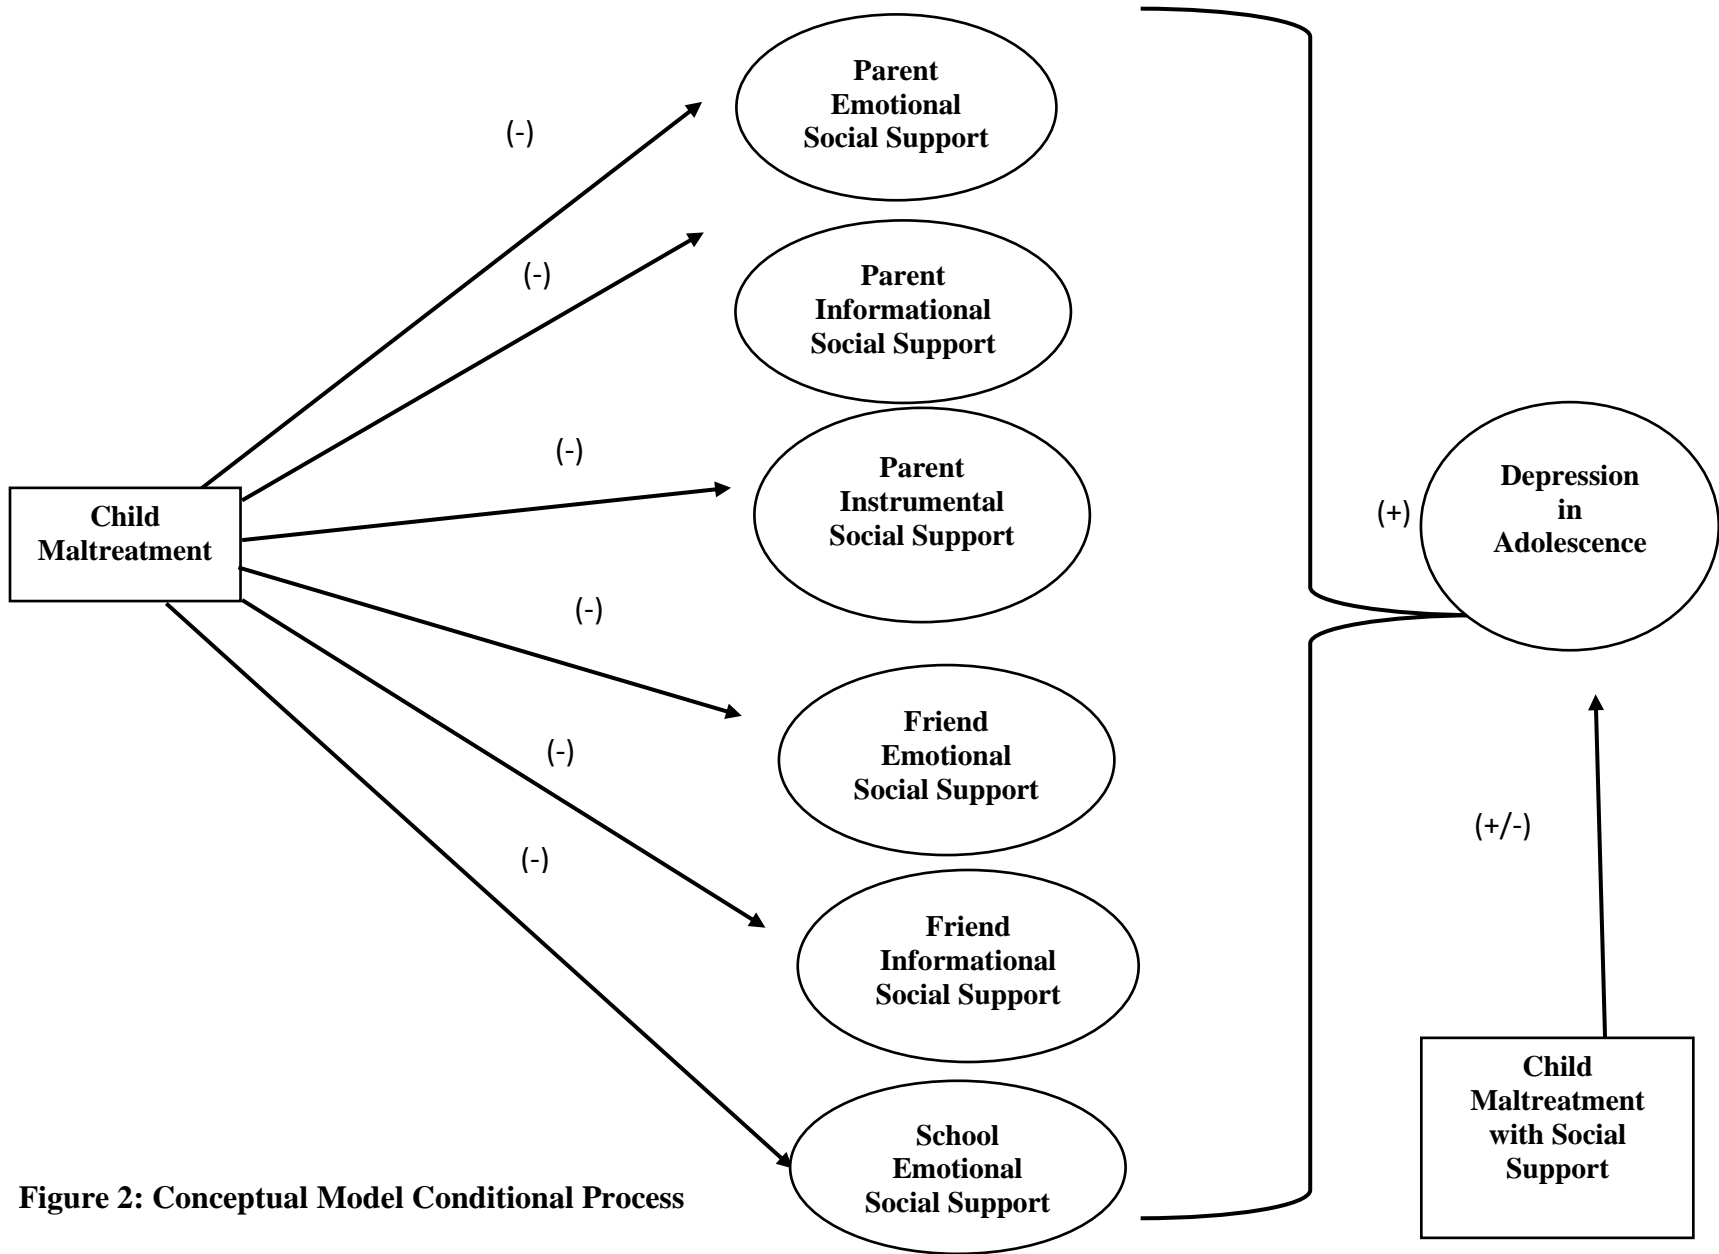 (-)
Parent
Emotional
Social Support
(-)
Parent
Informational
Social Support
(-)
Parent
Instrumental
Social Support
Child
Maltreatment
(-)
Friend
Emotional
Social Support
(-)
Friend
Informational
Social Support
(-)
School
Emotional
Social Support
(+)
Depression
in
Adolescence
(+/-)
Child
Maltreatment
with Social
Support
Figure 2: Conceptual Model Conditional Process